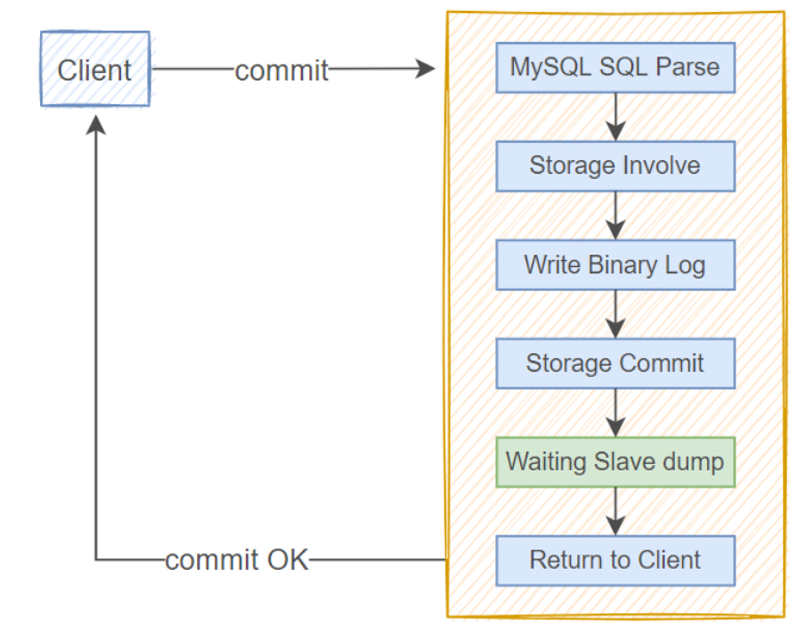 Client
commit
MySQL SQL Parse
Storage Involve
Write Binary Log
Storage Commit
Waiting Slave dump
Return to Client
commit OK